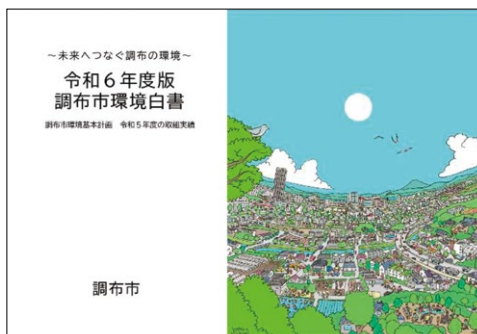 ～未来へつなぐ調布の環境～
令和６年度版
調布市環境白書
調布市環境基本計画　令和５年度の取組実績
調布市